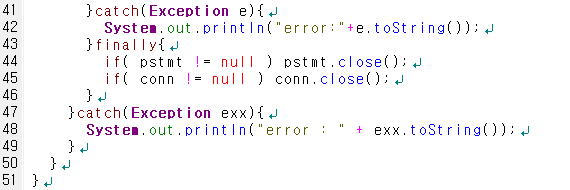 41       }catch(Exception e){
42         System.out.println("error:"+e.toString());
43       }finally{
44         if( pstmt != null ) pstmt.close();
45         if( conn != null ) conn.close();
46       }
47     }catch(Exception exx){
48       System.out.println("error : " + exx.toString());
49     }
50   }
51 }